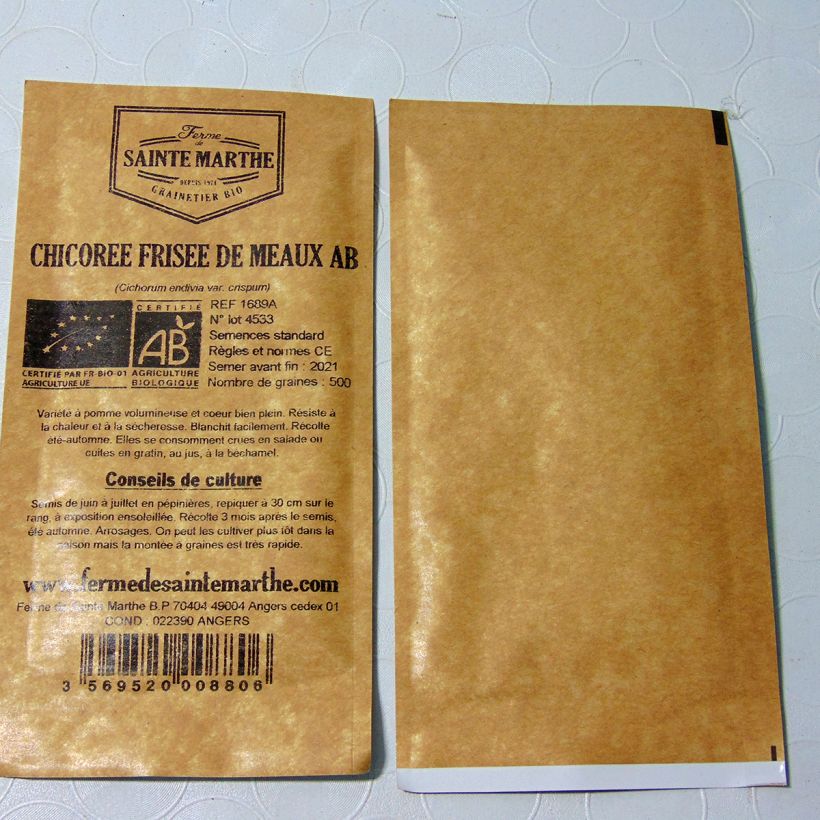 Ferme
de
SAINTE MARTHE
DEPUIS 1974
GRAINETIER BIO
CHICOREE FRISEE DE MEAUX AB
(Cichorum endivia var. crispum)
CERTIFIÉ
AB
AGRICULTURE
BIOLOGIQUE
CERTIFIÉ PAR FR-BIO-01
AGRICULTURE UE
REF 1689A
N° lot 4533
Semences standard
Règles et normes CE
Semer avant fin : 2021
Nombre de graines : 500
Variété à pomme volumineuse et coeur bien plein. Résiste à
la chaleur et à la sécheresse. Blanchit facilement. Récolte
été-automne. Elles se consomment crues en salade ou
cuites en gratin, au jus, à la béchamel.
Conseils de culture
Semis de juin à juillet en pépinières, repiquer à 30 cm sur le
rang, à exposition ensoleillée. Récolte 3 mois après le semis,
été automne. Arrosages. On peut les cultiver plus tôt dans la
saison mais la montée à graines est très rapide.
www.fermedesaintemarthe.com
Ferme de Sainte Marthe B.P 70404 49004 Angers cedex 01
COND : 022390 ANGERS
3 569520 008806